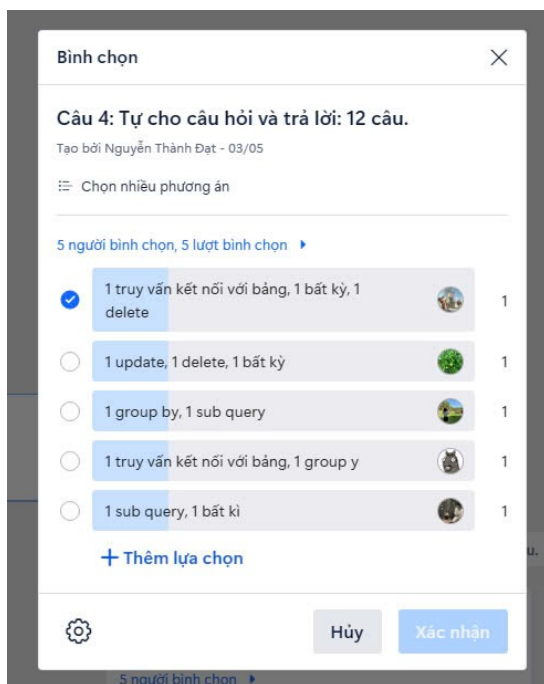 Bình chọn
Câu 4: Tự cho câu hỏi và trả lời: 12 câu.
Tạo bởi Nguyễn Thành Đạt - 03/05
Chọn nhiều phương án
5 người bình chọn, 5 lượt bình chọn
1 truy vấn kết nối với bảng, 1 bất kỳ, 1
delete
1
1 update, 1 delete, 1 bất kỳ
1
1 group by, 1 sub query
1
1 truy vấn kết nối với bảng, 1 group y
1
1 sub query, 1 bất kì
1
+ Thêm lựa chọn
u.
Hủy
Xác nhận
5 người bình chọn